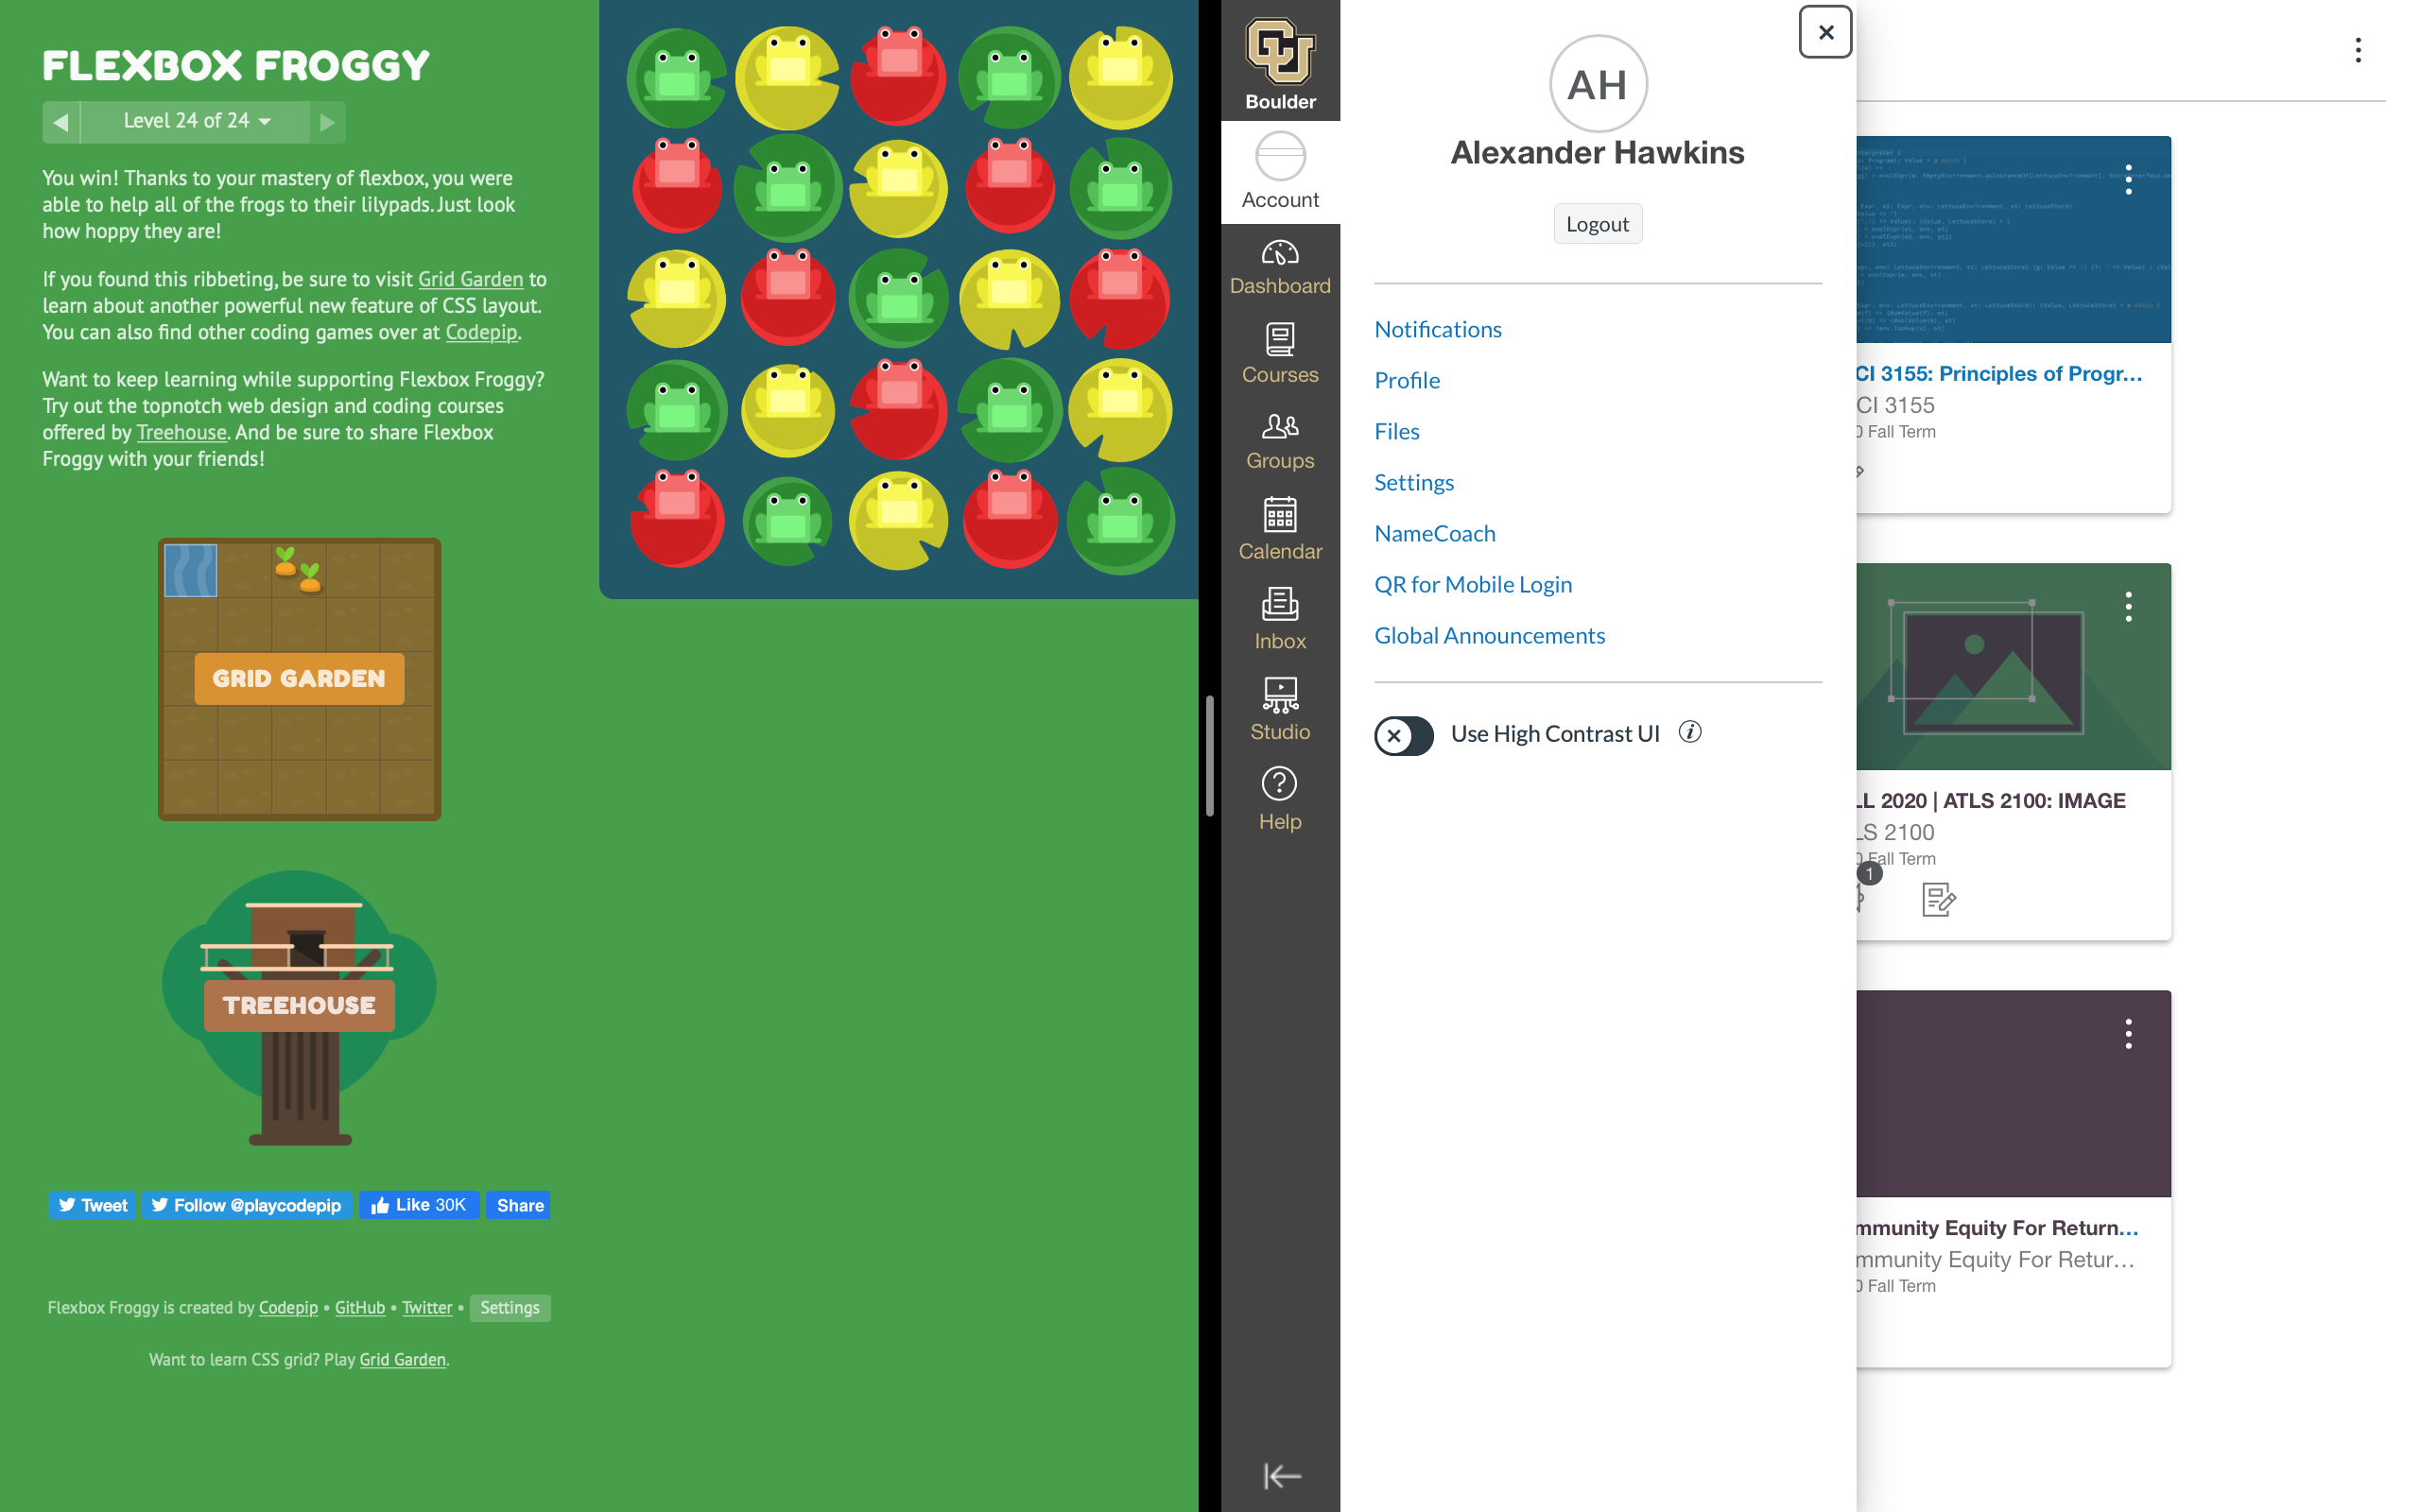 FLEXBOX FROGGY
Level 24 of 24
You win! Thanks to your mastery of flexbox, you were
able to help all of the frogs to their lilypads. Just look
how hoppy they are!
If you found this ribbeting, be sure to visit Grid Garden to
learn about another powerful new feature of CSS layout.
You can also find other coding games over at Codepip.
Want to keep learning while supporting Flexbox Froggy?
Try out the topnotch web design and coding courses
offered by Treehouse. And be sure to share Flexbox
Froggy with your friends!
GRID GARDEN
TREEHOUSE
Tweet
Follow @playcodepip
Like 30K
Share
Flexbox Froggy is created by Codepip • GitHub • Twitter • Settings
Want to learn CSS grid? Play Grid Garden.
CU
Boulder
Account
Dashboard
Courses
Groups
Calendar
Inbox
Studio
Help
AH
Alexander Hawkins
Logout
Notifications
Profile
Files
Settings
NameCoach
QR for Mobile Login
Global Announcements
Use High Contrast UI
CI 3155: Principles of Progr...
CI 3155
0 Fall Term
LL 2020 | ATLS 2100: IMAGE
LS 2100
0 Fall Term
1
mmunity Equity For Return...
mmunity Equity For Retur...
0 Fall Term